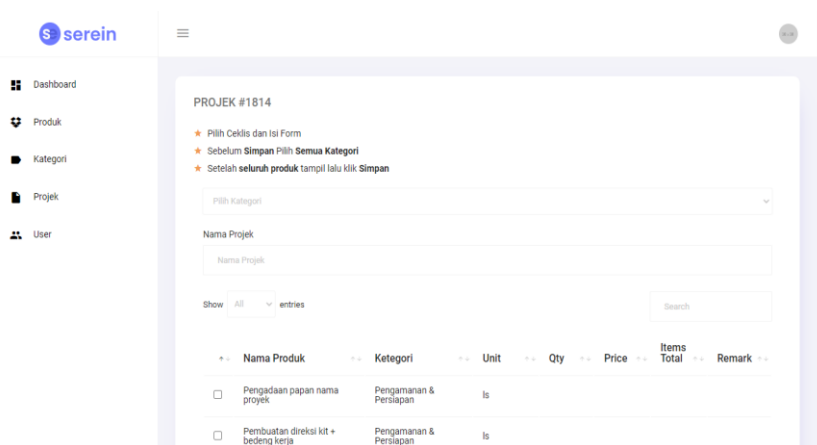 serein
Dashboard
Produk
Kategori
Projek
User
PROJEK #1814
Pilih Ceklis dan Isi Form
Sebelum Simpan Pilih Semua Kategori
Setelah seluruh produk tampil lalu klik Simpan
Pilih Kategori
Nama Projek
Nama Projek
Show All entries
Search
Nama Produk Ketegori Unit Qty Price Items Total Remark
Pengadaan papan nama
proyek
Pengamanan &
Persiapan
ls
Pembuatan direksi kit +
bedeng kerja
Pengamanan &
Persiapan
ls